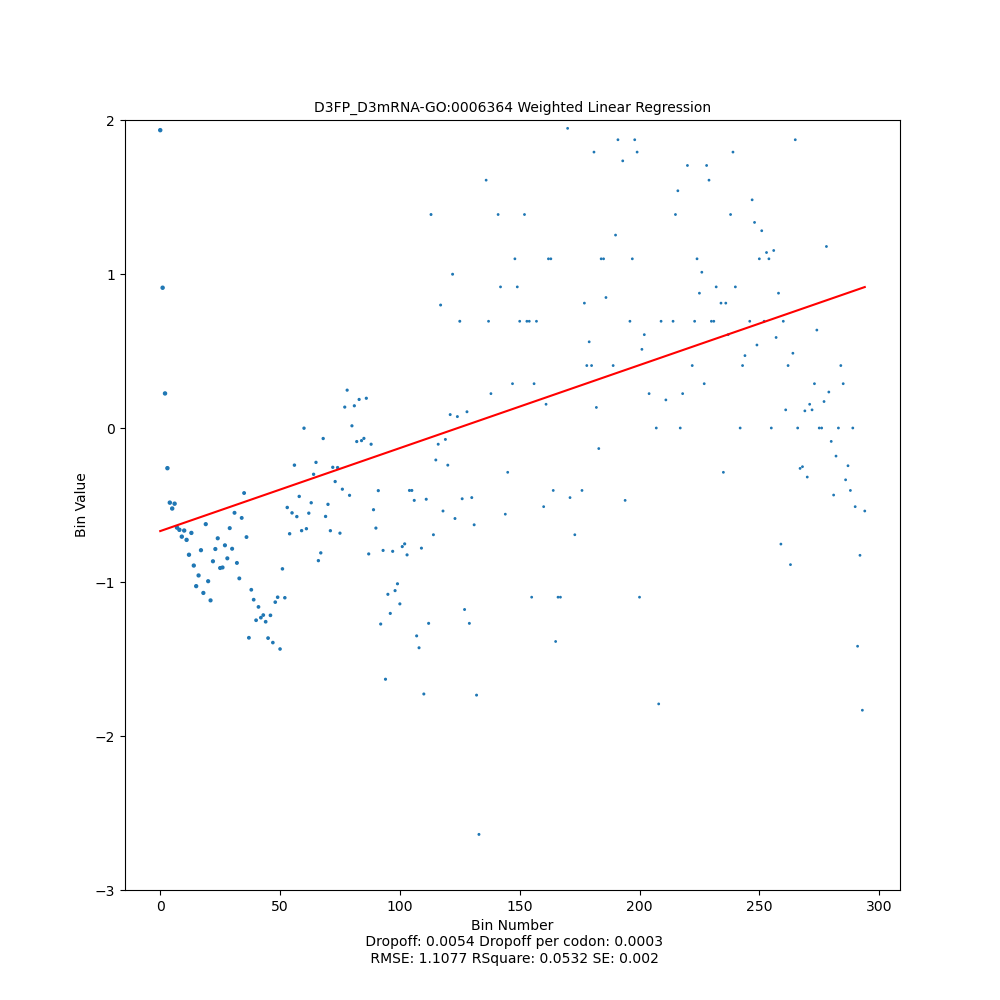 D3FP_D3mRNA-GO:0006364 Weighted Linear Regression
2
1
0
−1
−2
−3
Bin Value
0 50 100 150 200 250 300
Bin Number
Dropoff: 0.0054 Dropoff per codon: 0.0003
RMSE: 1.1077 RSquare: 0.0532 SE: 0.002